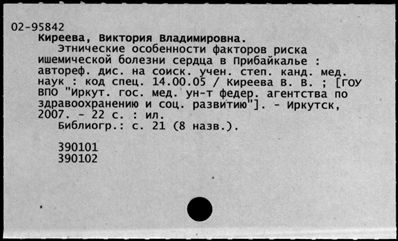 02-95842
Киреева, Виктория Владимировна.
Этнические особенности факторов риска
ишемической болезни сердца в Прибайкалье :
автореф. дис. на соиск. учен. степ. канд. мед.
наук : код спец. 14.00.05 / Киреева В. В. ; [ГОУ
ВПО "Иркут. гос. мед. ун-т федер. агентства по
здравоохранению и соц. развитию"]. - Иркутск,
2007. - 22 с. : ил.
Библиогр.: с. 21 (8 назв.).
390101
390102